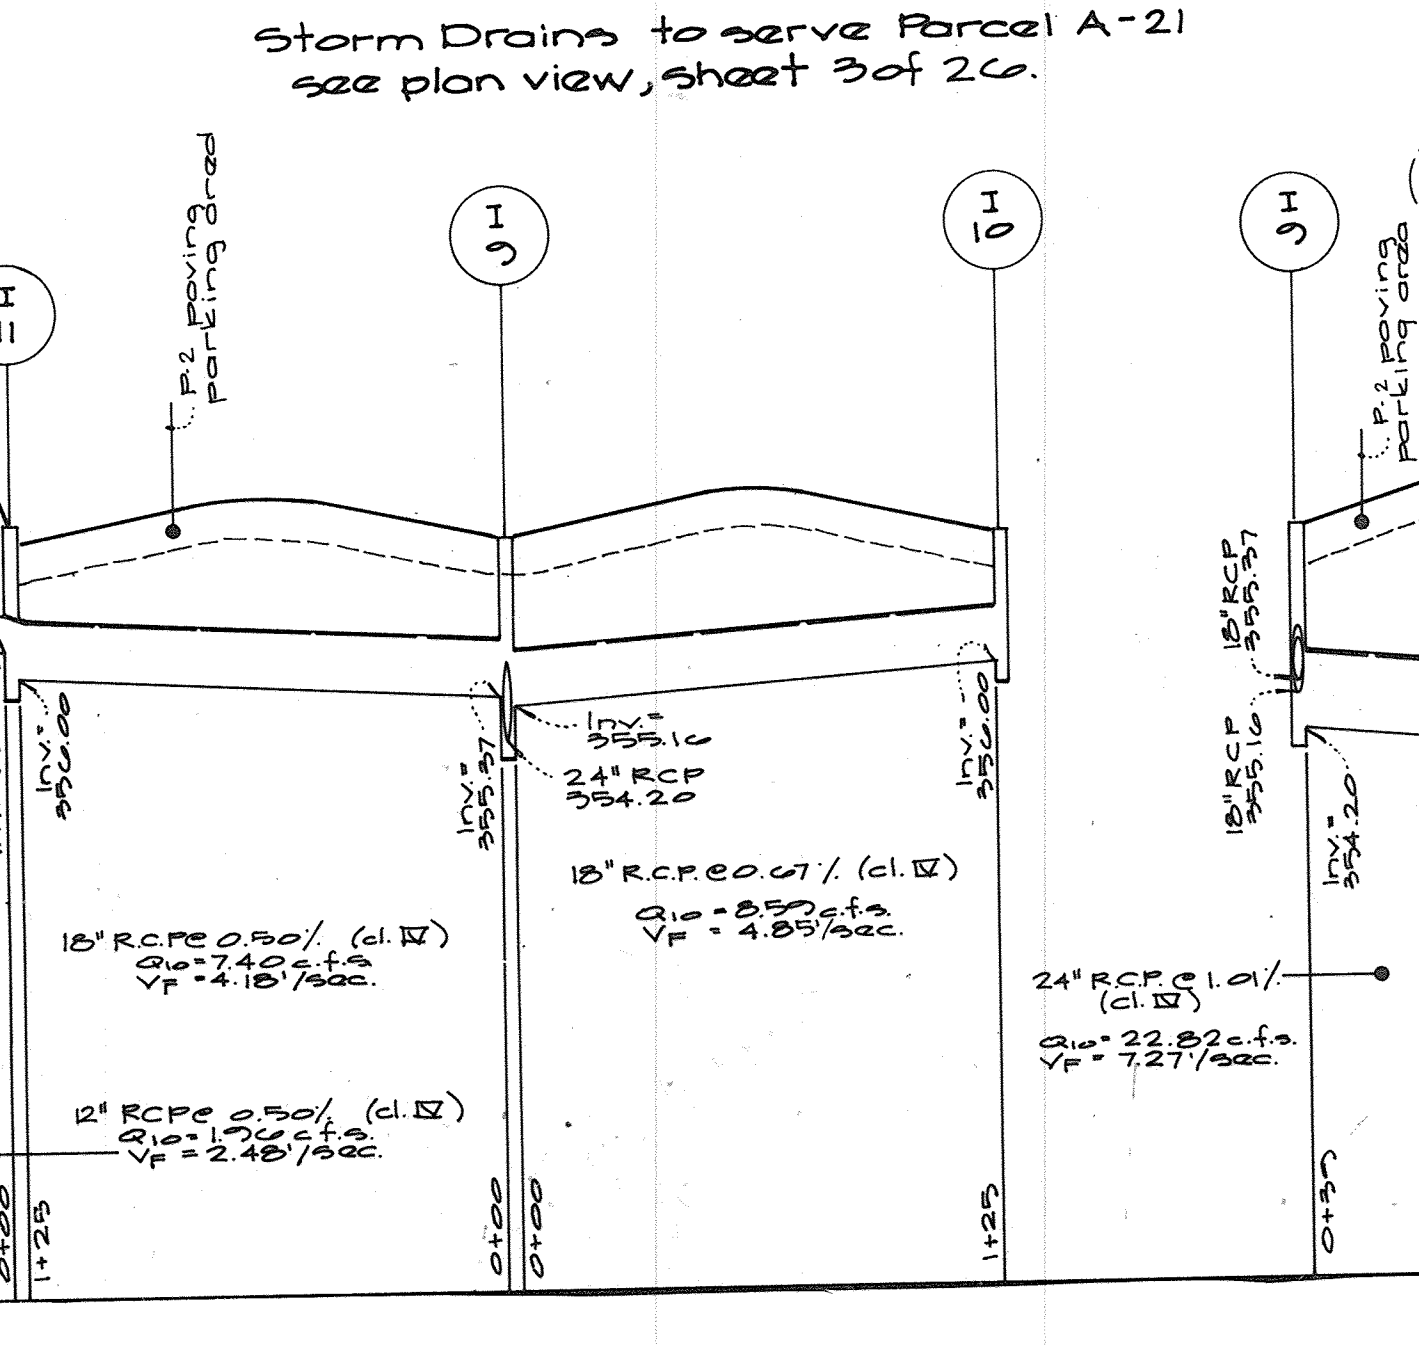 Storm Drains to serve Parcel A-21
see plan view, sheet 3 of 26.
I
11
P-2 Paving
parking area
I
9
I
10
I
9
P-2 paving
parking area
Inv.=
356.00
Inv.=
355.37
Inv.=
355.16
24" RCP
354.20
Inv.=
356.00
18" RCP
355.37
18" RCP
355.16
Inv.=
354.20
18" R.C.P. @ 0.50% (cl. IV)
Q10 = 7.40 c.f.s.
VF = 4.18'/sec.
18" R.C.P. @ 0.67% (cl. IV)
Q10 = 8.59 c.f.s.
VF = 4.85'/sec.
24" R.C.P. @ 1.01%
(cl. IV)
Q10 = 22.82 c.f.s.
VF = 7.27'/sec.
12" RCP @ 0.50% (cl. IV)
Q10 = 1.96 c.f.s.
VF = 2.48'/sec.
0+00
1+25
0+00
0+00
1+25
0+39